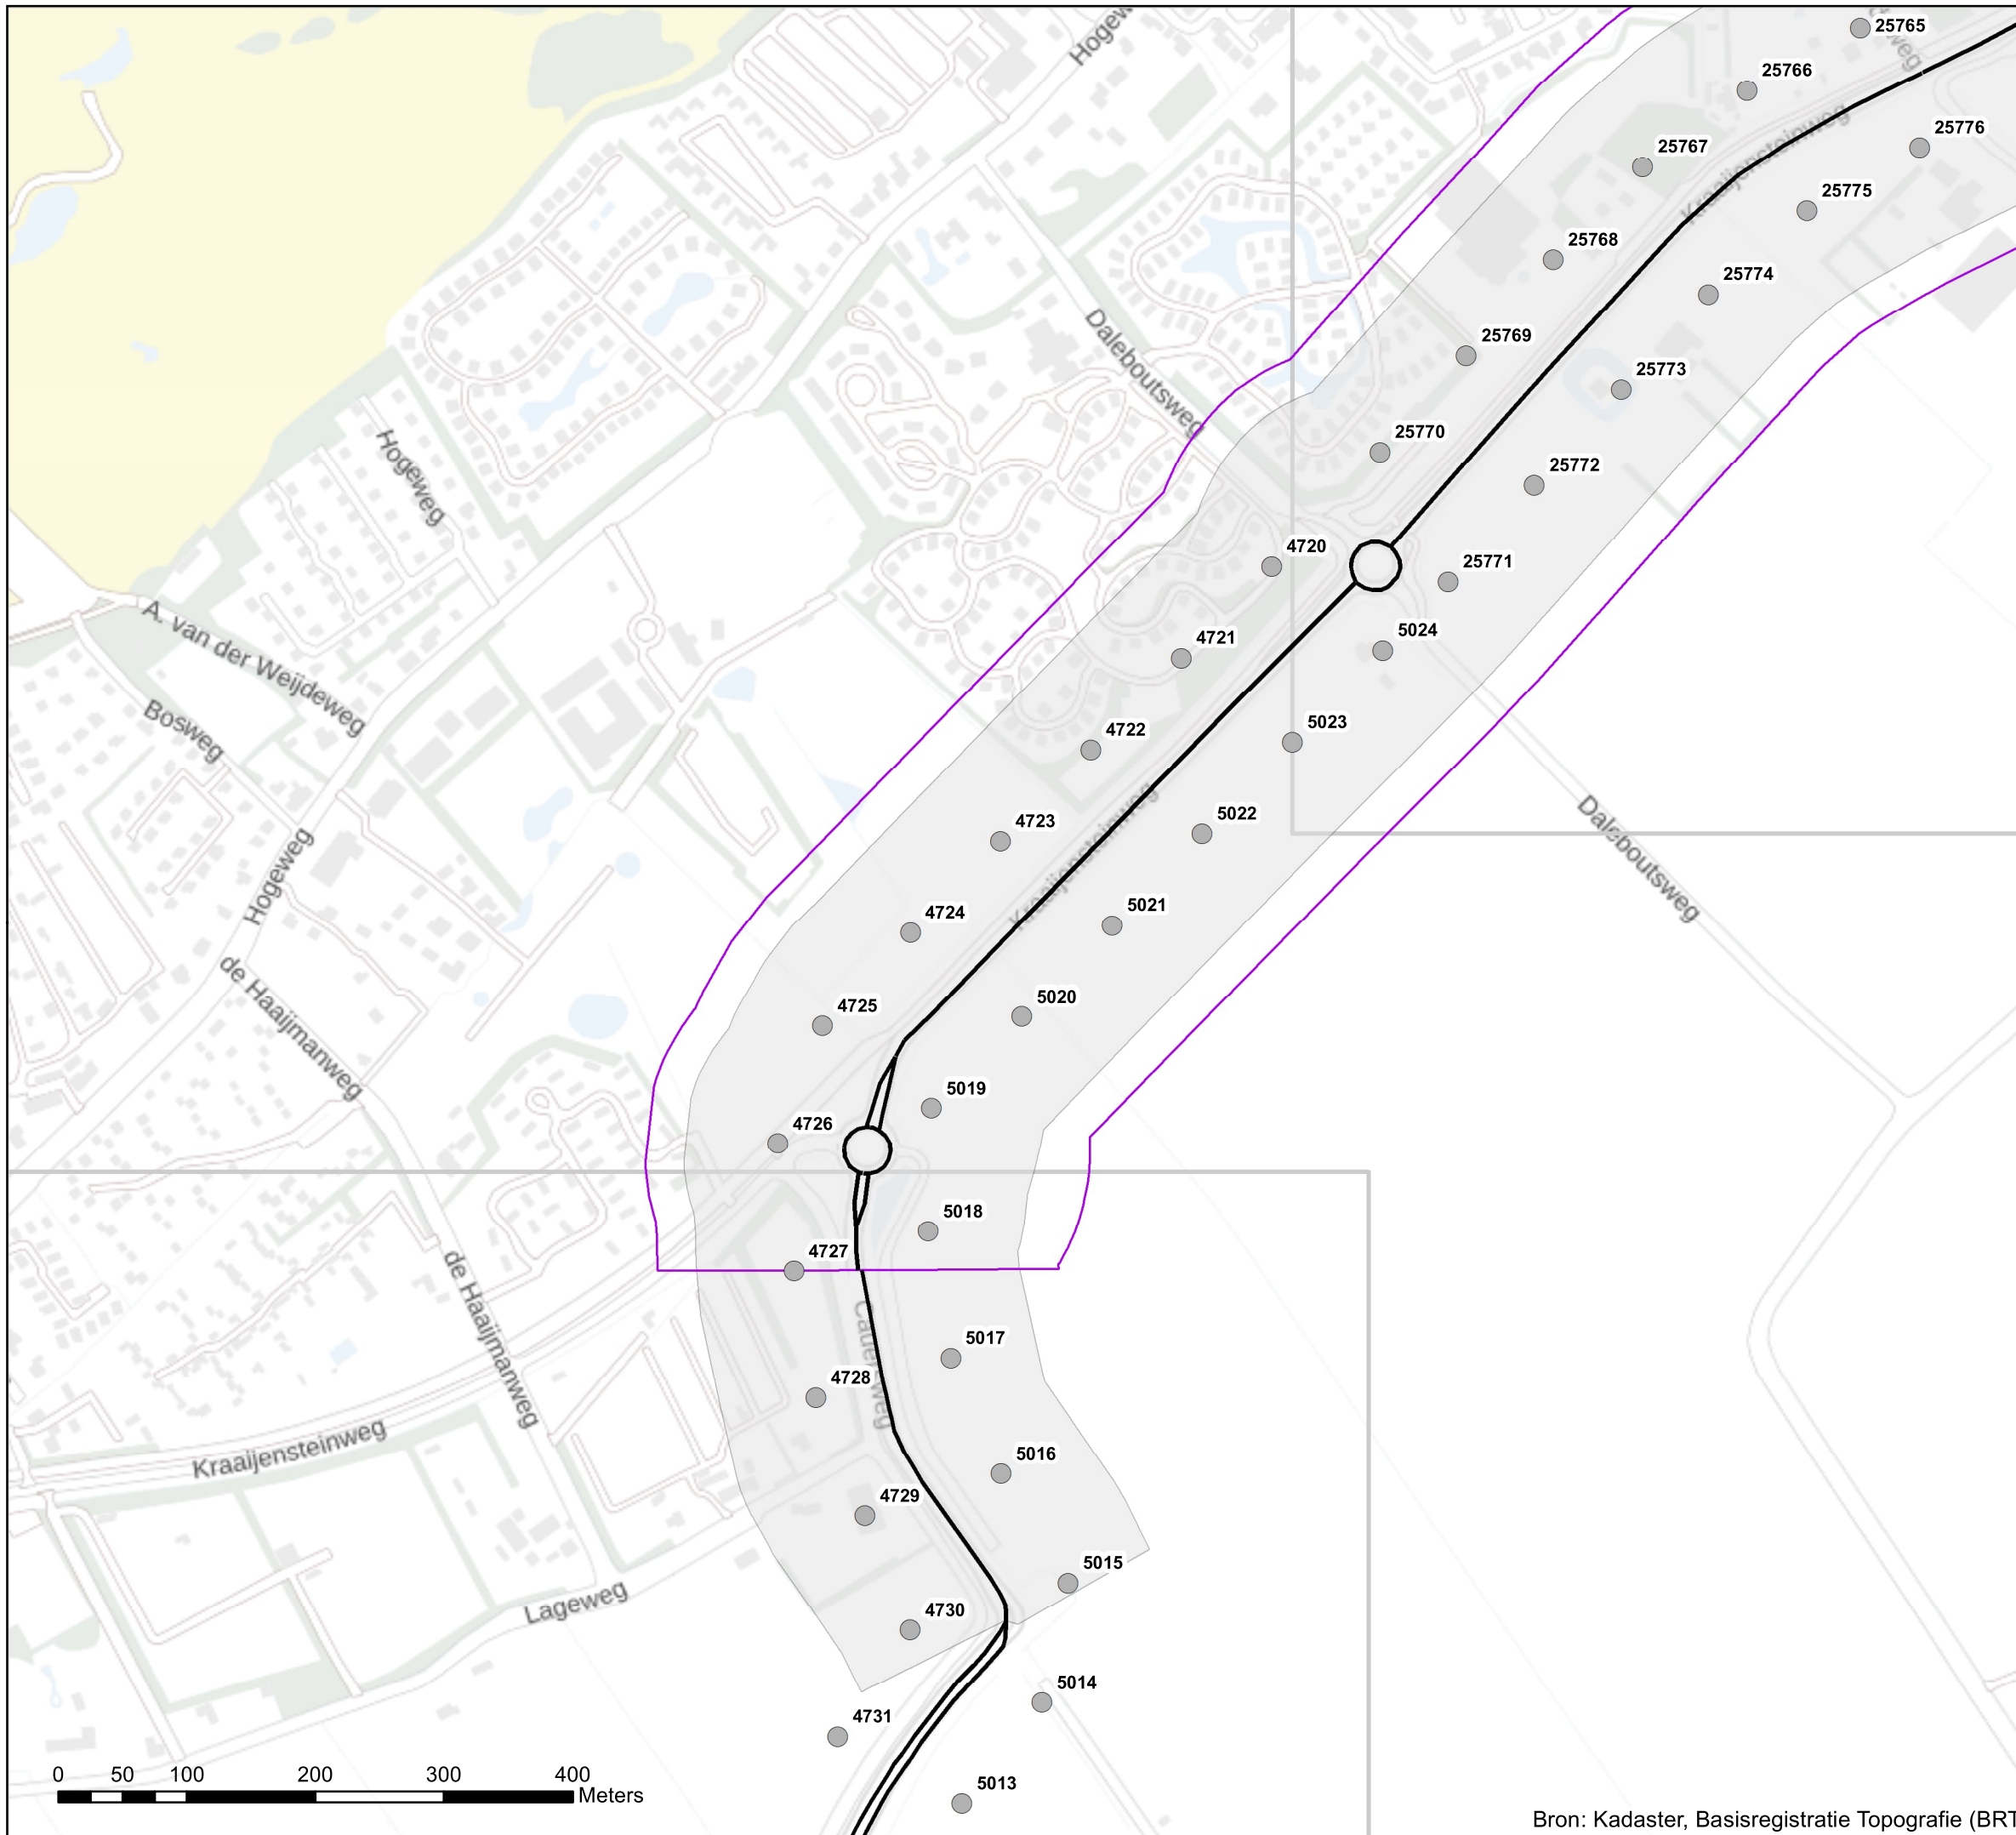 Hogew
25765
25766
25776
25767
Kraaijensteinweg
25775
25768
25774
Daleboutsweg
25769
25773
25770
Hogeweg
25772
4720
25771
A. van der Weijdeweg
4721
5024
Bosweg
4722
5023
Kraaijensteinweg
4723
5022
Daleboutsweg
Hogeweg
4724
5021
de Haaijmanweg
4725
5020
5019
4726
5018
4727
de Haaijmanweg
5017
4728
Kraaijensteinweg
5016
4729
5015
Lageweg
4730
5014
4731
0 50 100 200 300 400
Meters
5013
Bron: Kadaster, Basisregistratie Topografie (BRT